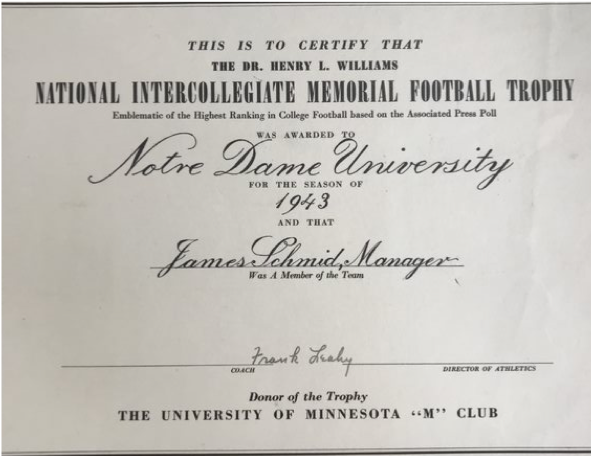 THIS IS TO CERTIFY THAT
THE DR. HENRY L. WILLIAMS
NATIONAL INTERCOLLEGIATE MEMORIAL FOOTBALL TROPHY
Emblematic of the Highest Ranking in College Football based on the Associated Press Poll
WAS AWARDED TO
Notre Dame University
FOR THE SEASON OF
1943
AND THAT
James Schmid, Manager
Was A Member of the Team
Frank Leahy
COACH DIRECTOR OF ATHLETICS
Donor of the Trophy
THE UNIVERSITY OF MINNESOTA "M" CLUB